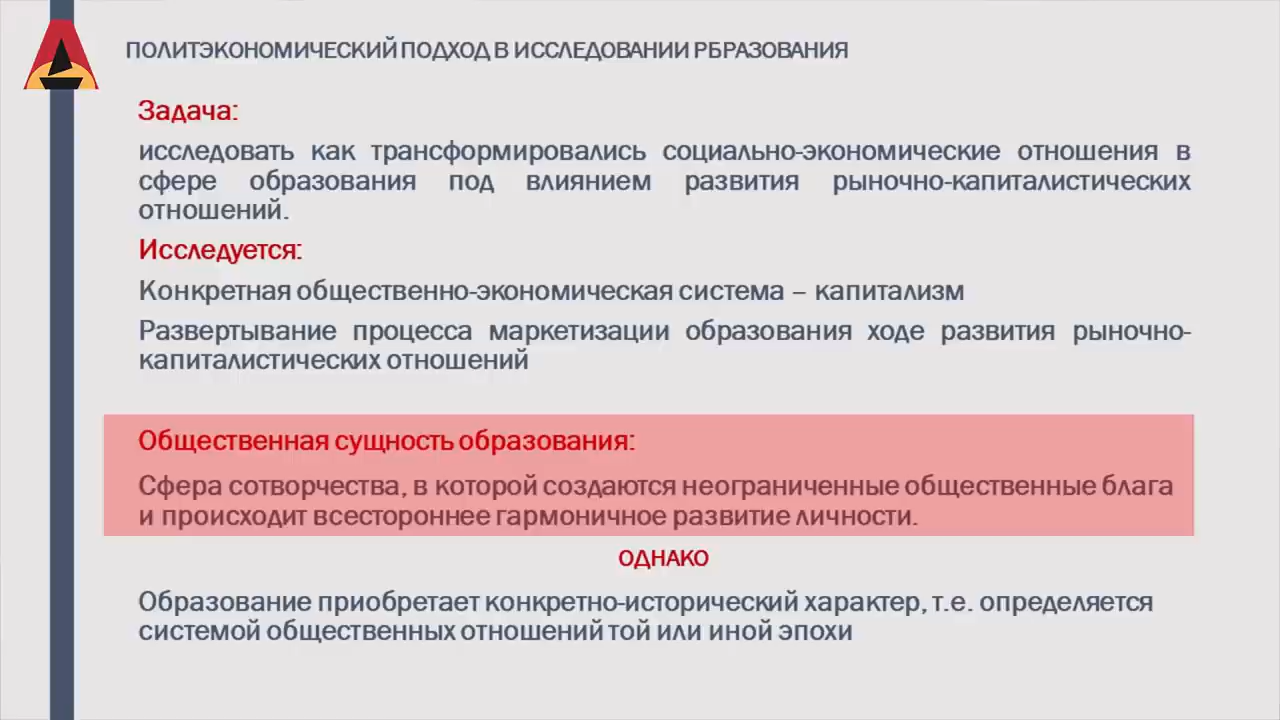 ПОЛИТЭКОНОМИЧЕСКИЙ ПОДХОД В ИССЛЕДОВАНИИ РБРАЗОВАНИЯ
Задача:
исследовать как трансформировались социально-экономические отношения в
сфере образования под влиянием развития рыночно-капиталистических
отношений.
Исследуется:
Конкретная общественно-экономическая система – капитализм
Развертывание процесса маркетизации образования ходе развития рыночно-
капиталистических отношений
Общественная сущность образования:
Сфера сотворчества, в которой создаются неограниченные общественные блага
и происходит всестороннее гармоничное развитие личности.
ОДНАКО
Образование приобретает конкретно-исторический характер, т.е. определяется
системой общественных отношений той или иной эпохи